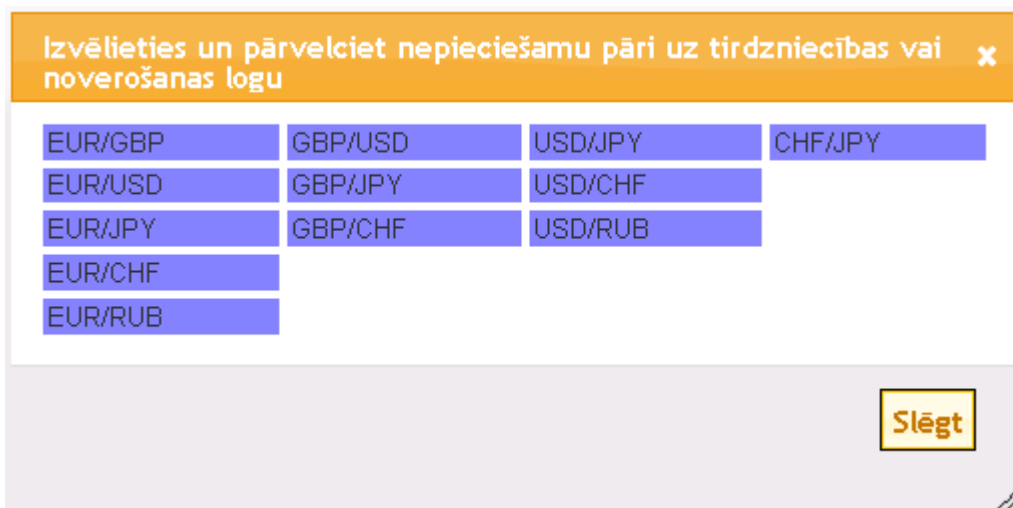 Izvēlieties un pārvelciet nepieciešamu pāri uz tirdzniecības vai
noverošanas logu
EUR/GBP GBP/USD USD/JPY CHF/JPY
EUR/USD GBP/JPY USD/CHF
EUR/JPY GBP/CHF USD/RUB
EUR/CHF
EUR/RUB
Slēgt